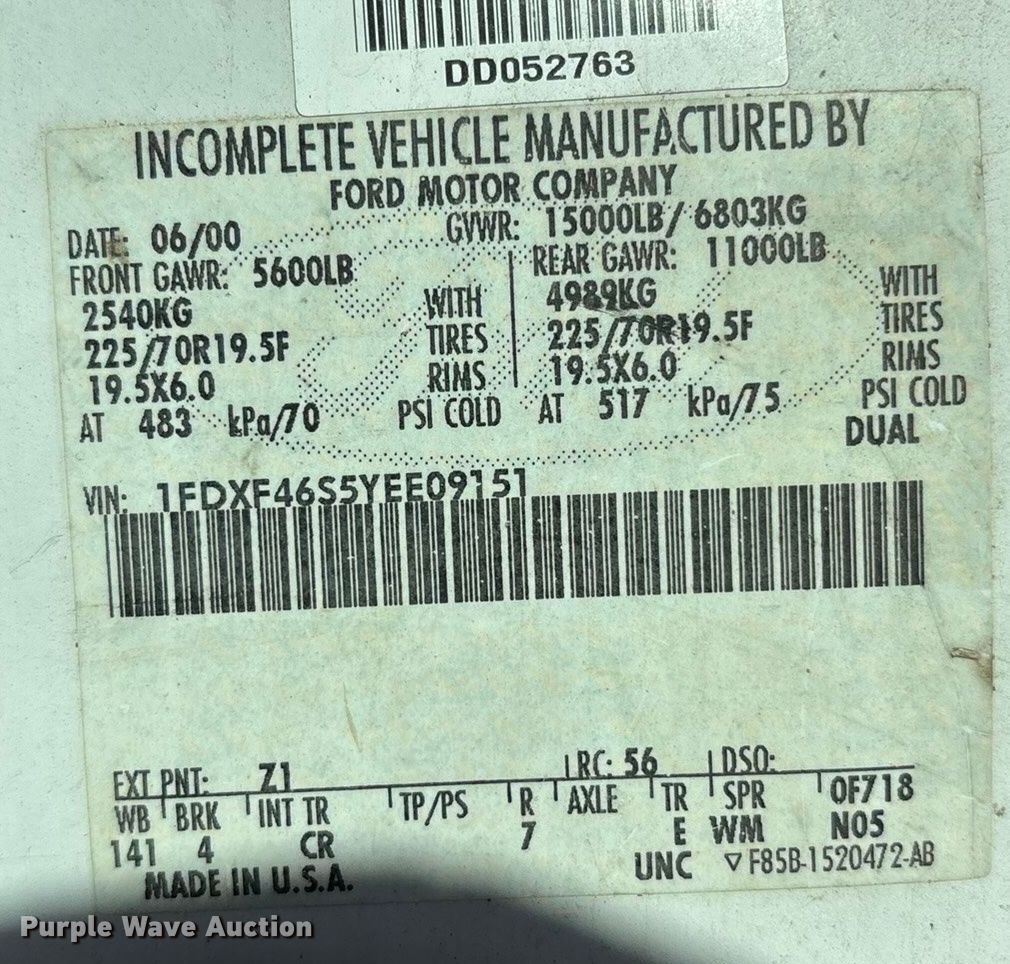 DD052763
INCOMPLETE VEHICLE MANUFACTURED BY
FORD MOTOR COMPANY
DATE: 06/00 GVWR: 15000LB/ 6803KG
FRONT GAWR: 5600LB REAR GAWR: 11000LB
2540KG WITH 4989KG WITH
225/70R19.5F TIRES 225/70R19.5F TIRES
19.5X6.0 RIMS 19.5X6.0 RIMS
AT 483 kPa/70 PSI COLD AT 517 kPa/75 PSI COLD
DUAL
VIN: 1FDXF46S5YEE09151
EXT PNT: Z1 RC: 56 DSO:
WB BRK INT TR TP/PS R AXLE TR SPR 0F718
141 4 CR 7 E WM N05
MADE IN U.S.A. UNC ▽ F85B-1520472-AB
Purple Wave Auction